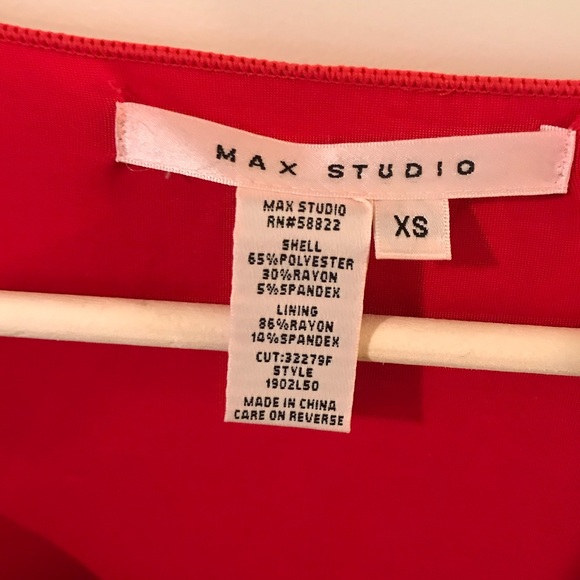 MAX STUDIO
XS
MAX STUDIO
RN#58822
SHELL
65%POLYESTER
30%RAYON
5%SPANDEX
LINING
86%RAYON
14%SPANDEX
CUT:32279F
STYLE
1902L50
MADE IN CHINA
CARE ON REVERSE